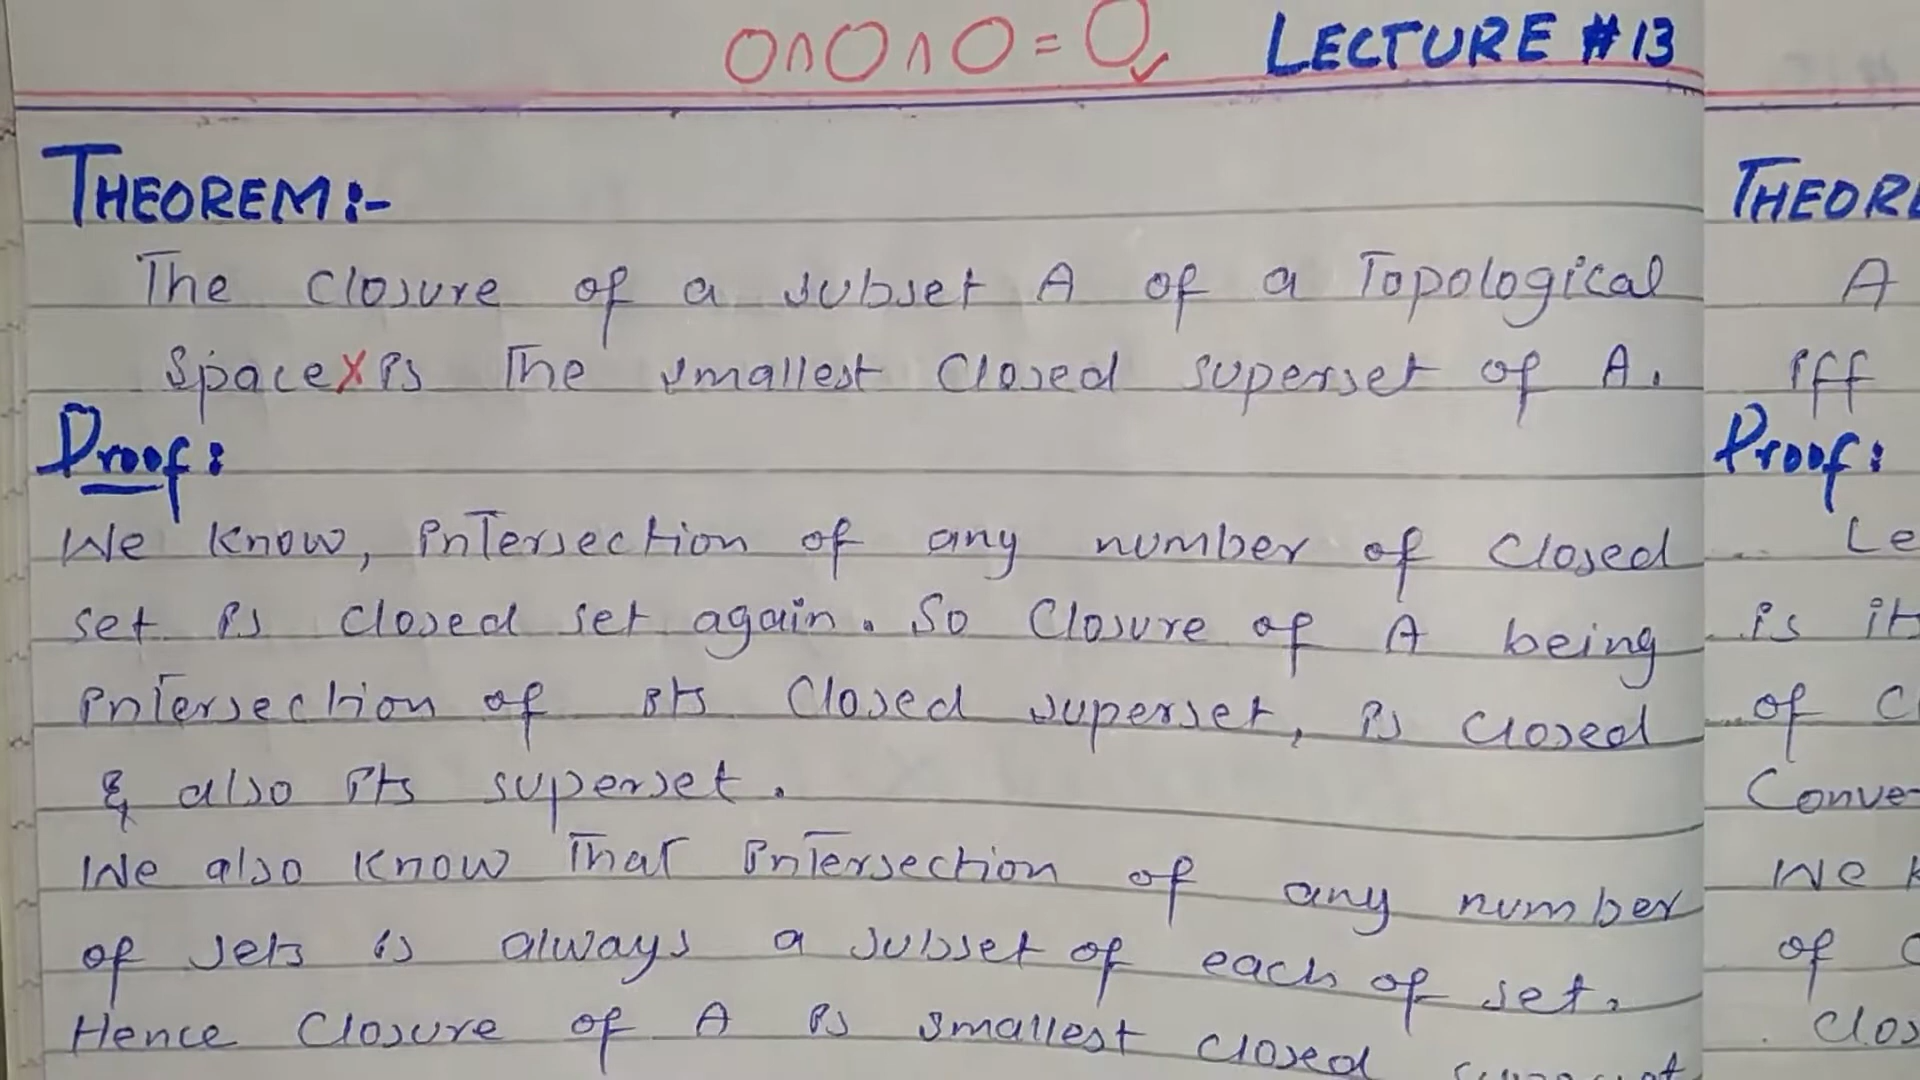 O∩O∩O=O
LECTURE #13
THEOREM:-
The closure of a subset A of a Topological
Space X is The smallest Closed superset of A.
Proof:
We know, intersection of any number of Closed
set is closed set again. So Closure of A being
intersection of its Closed superset, is closed
& also its superset.
We also know That intersection of any number
of sets is always a subset of each of set.
Hence Closure of A is smallest closed
A
iff
Proof:
Le
is it
of C
Conve-
We k
of
clos